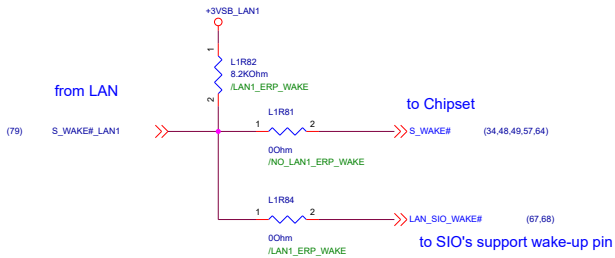 +3VSB_LAN1
1
L1R82
8.2KOhm
/LAN1_ERP_WAKE
2
from LAN
to Chipset
L1R81
(79) S_WAKE#_LAN1
1 2
S_WAKE# (34,48,49,57,64)
0Ohm
/NO_LAN1_ERP_WAKE
L1R84
1 2
LAN_SIO_WAKE# (67,68)
0Ohm
/LAN1_ERP_WAKE
to SIO's support wake-up pin